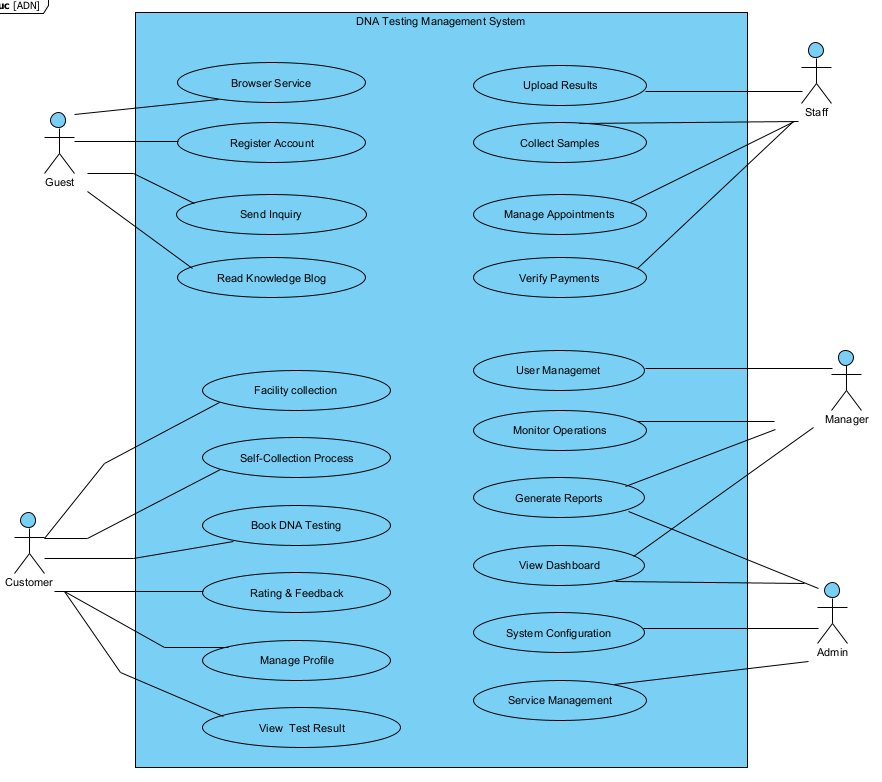 uc [ADN]
DNA Testing Management System
Browser Service
Register Account
Send Inquiry
Read Knowledge Blog
Guest
Upload Results
Collect Samples
Manage Appointments
Verify Payments
Staff
Facility collection
Self-Collection Process
Book DNA Testing
Rating & Feedback
Manage Profile
View Test Result
Customer
User Managemet
Monitor Operations
Generate Reports
View Dashboard
System Configuration
Service Management
Manager
Admin